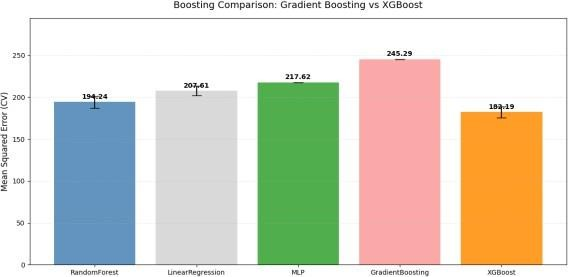 Boosting Comparison: Gradient Boosting vs XGBoost
Mean Squared Error (CV)
250
200
150
100
50
0
194.24
207.61
217.62
245.29
182.19
RandomForest
LinearRegression
MLP
GradientBoosting
XGBoost